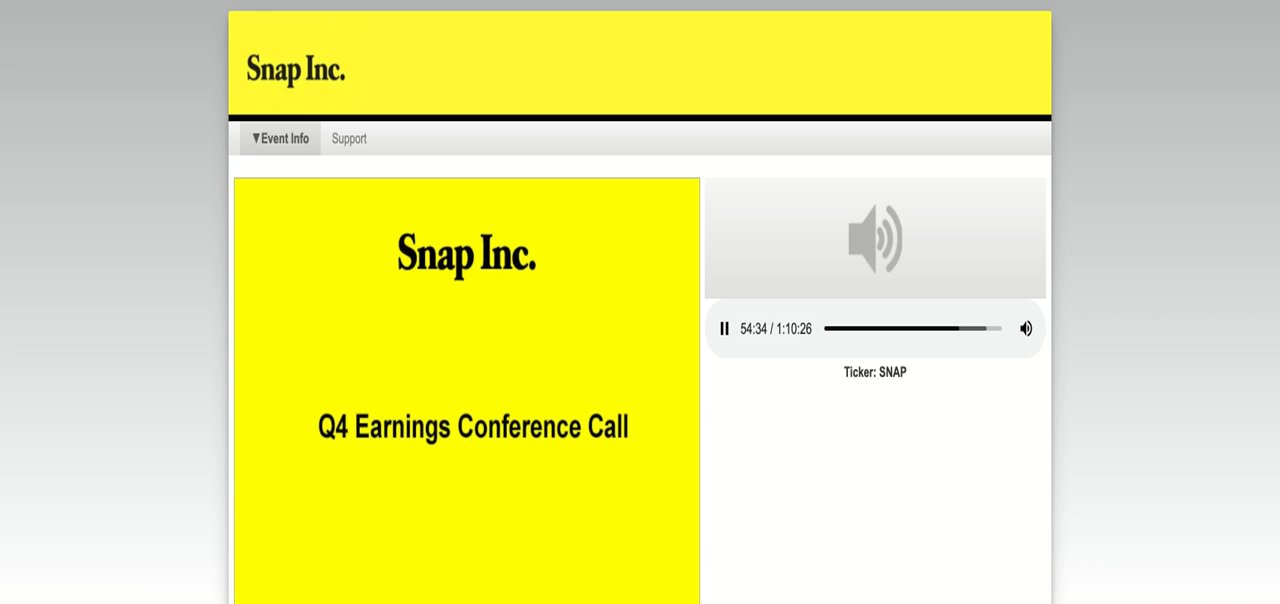 Snap Inc.
▼Event Info Support
Snap Inc.
Q4 Earnings Conference Call
54:34 / 1:10:26
Ticker: SNAP